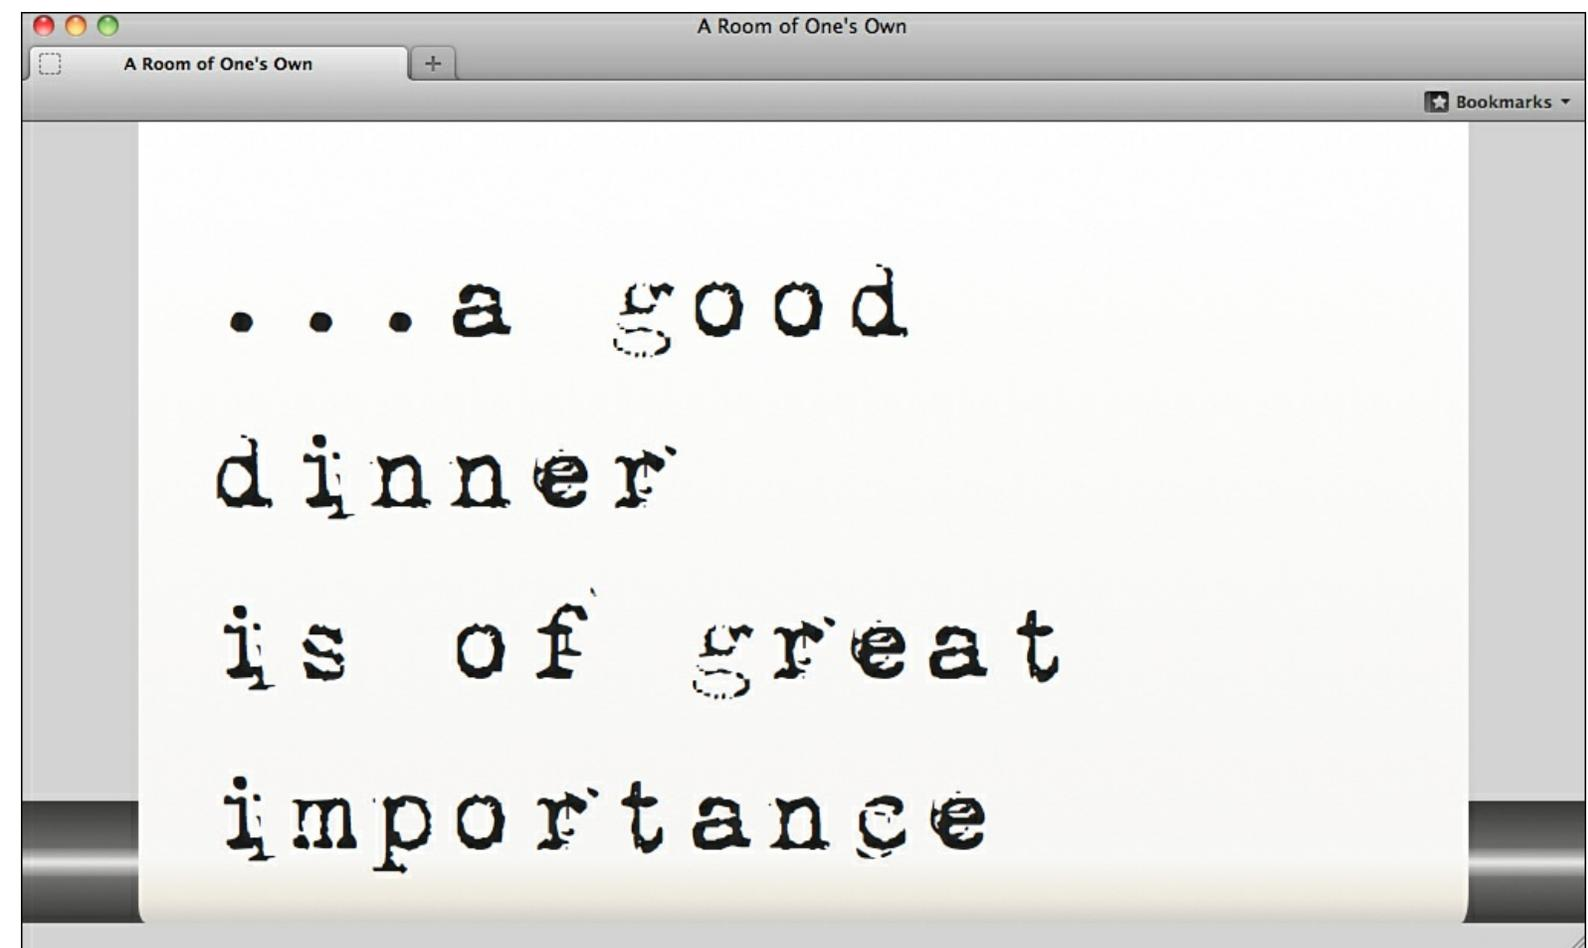 A Room of One's Own
A Room of One's Own
Bookmarks
...a good
dinner
is of great
importance